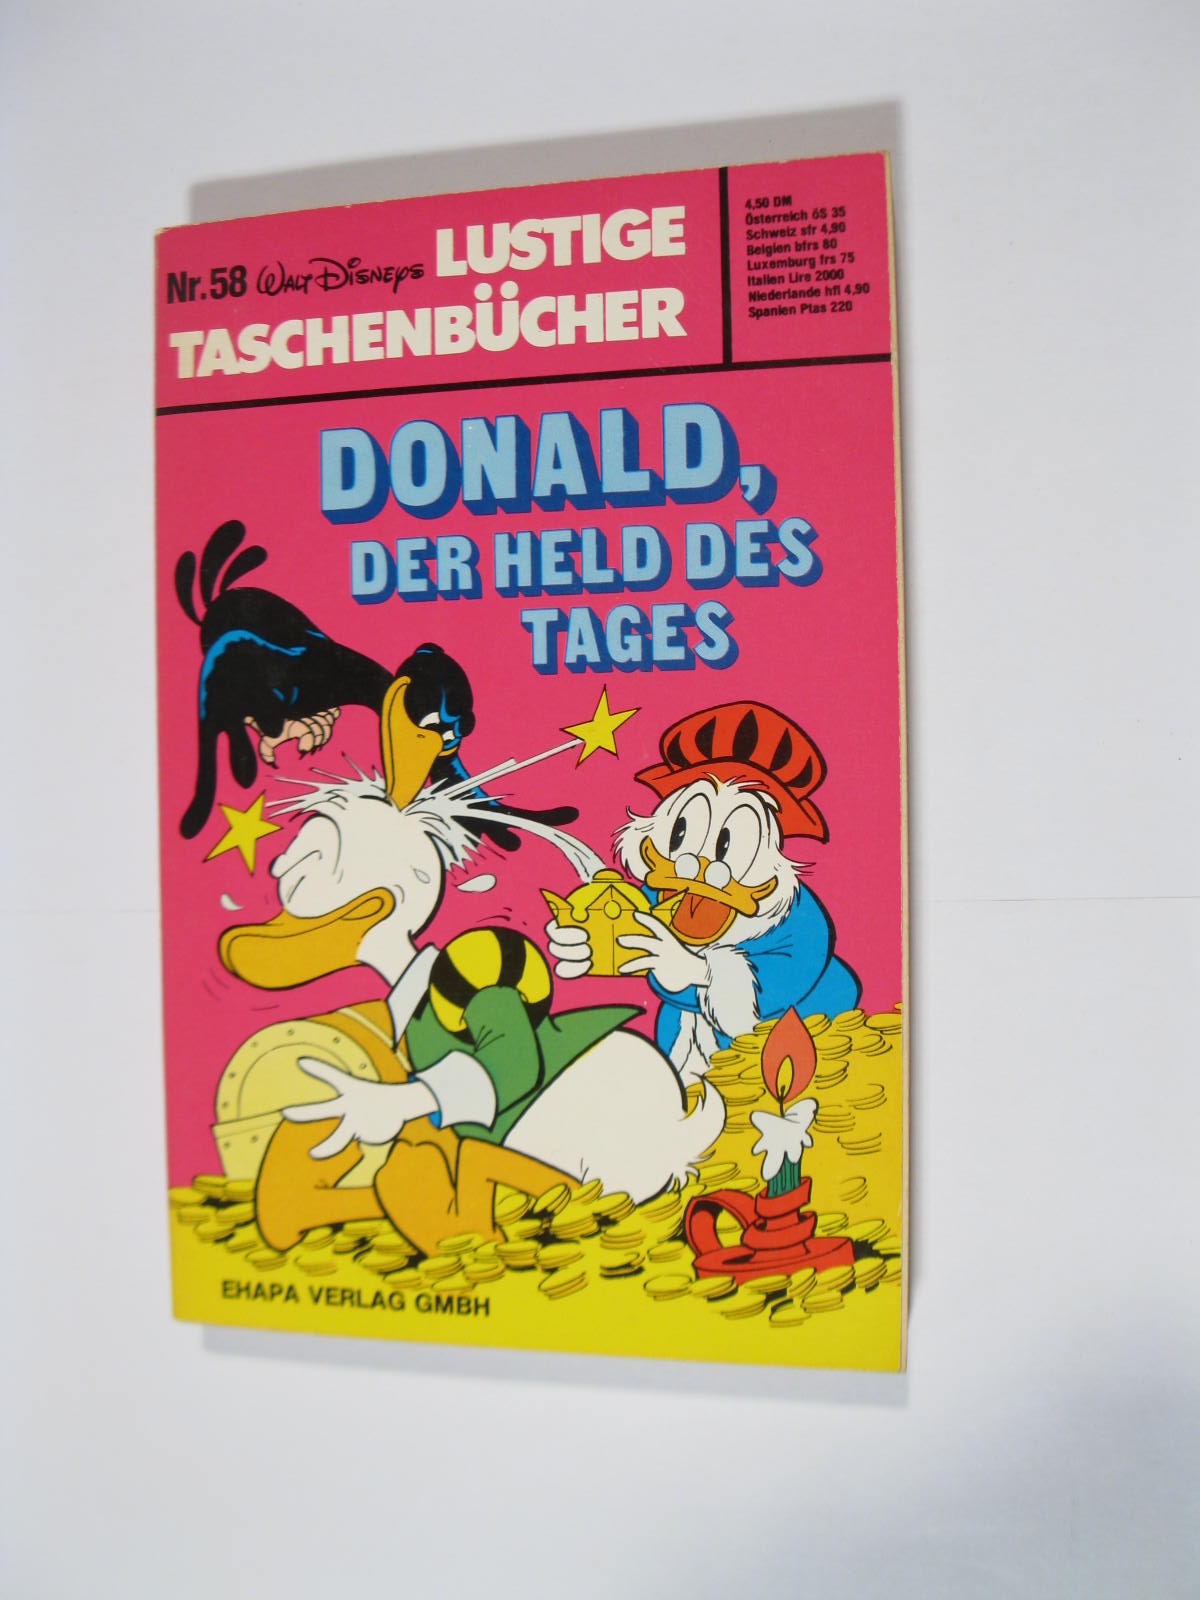 Nr.58 WALT DISNEYS LUSTIGE
TASCHENBÜCHER
4,50 DM
Österreich öS 35
Schweiz sfr 4,90
Belgien bfrs 80
Luxemburg frs 75
Italien Lire 2000
Niederlande hfl 4,90
Spanien Ptas 220
DONALD,
DER HELD DES
TAGES
EHAPA VERLAG GMBH